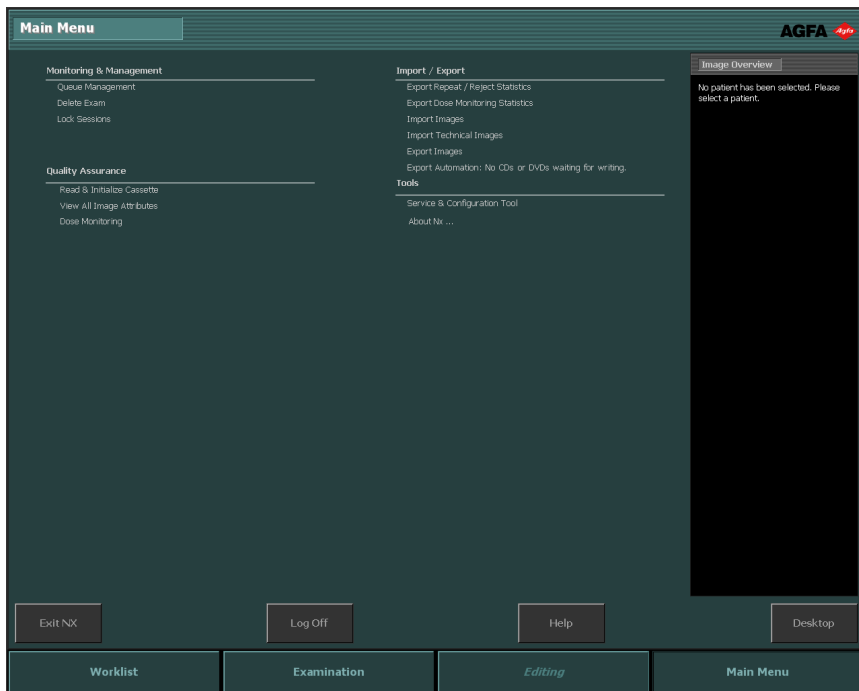 Main Menu
AGFA
Agfa
Monitoring & Management
Queue Management
Delete Exam
Lock Sessions
Quality Assurance
Read & Initialize Cassette
View All Image Attributes
Dose Monitoring
Import / Export
Export Repeat / Reject Statistics
Export Dose Monitoring Statistics
Import Images
Import Technical Images
Export Images
Export Automation: No CDs or DVDs waiting for writing.
Tools
Service & Configuration Tool
About Nx ...
Image Overview
No patient has been selected. Please
select a patient.
Exit NX
Log Off
Help
Desktop
Worklist
Examination
Editing
Main Menu